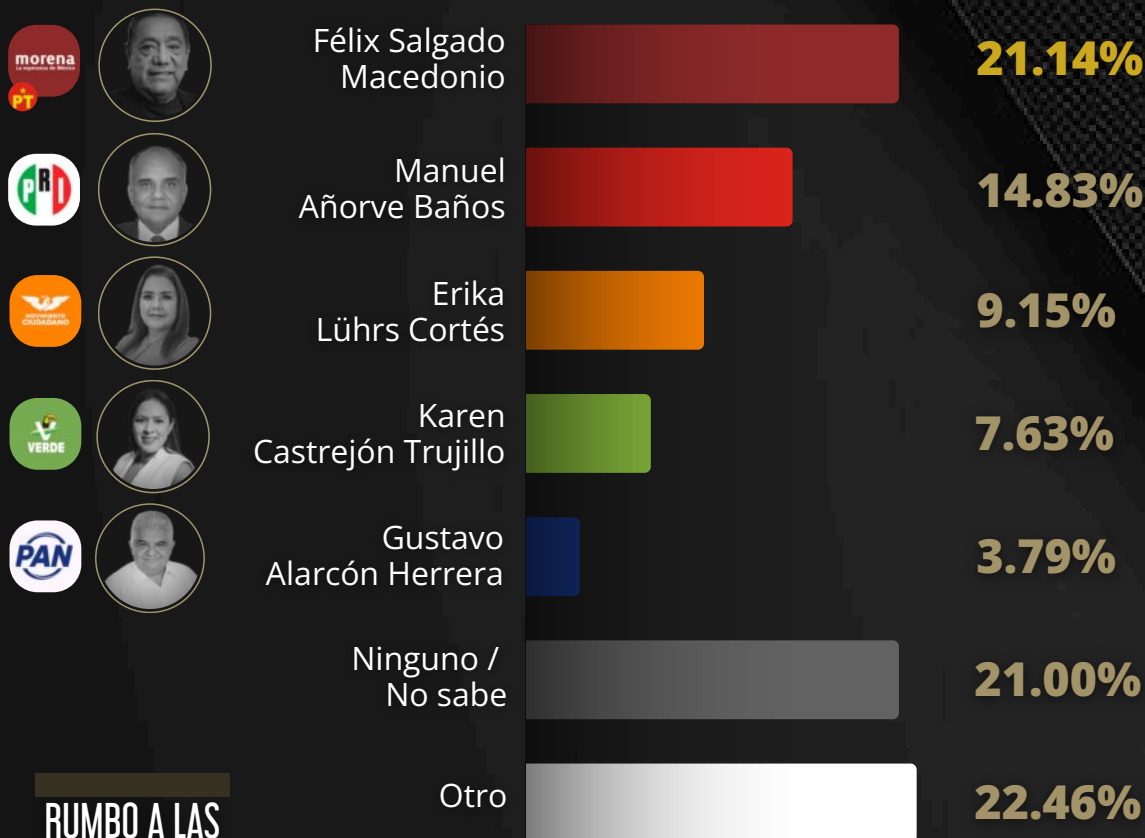 morena
La esperanza de México
PT
Félix Salgado
Macedonio
21.14%
PRI
Manuel
Añorve Baños
14.83%
MOVIMIENTO
CIUDADANO
Erika
Lührs Cortés
9.15%
VERDE
Karen
Castrejón Trujillo
7.63%
PAN
Gustavo
Alarcón Herrera
3.79%
Ninguno /
No sabe
21.00%
Otro
22.46%
RUMBO A LAS